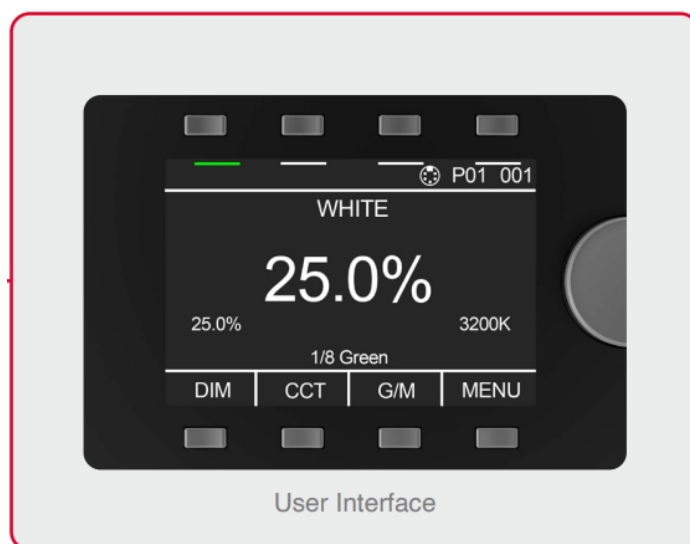 P01 001
WHITE
25.0%
25.0% 3200K
1/8 Green
DIM CCT G/M MENU
User Interface